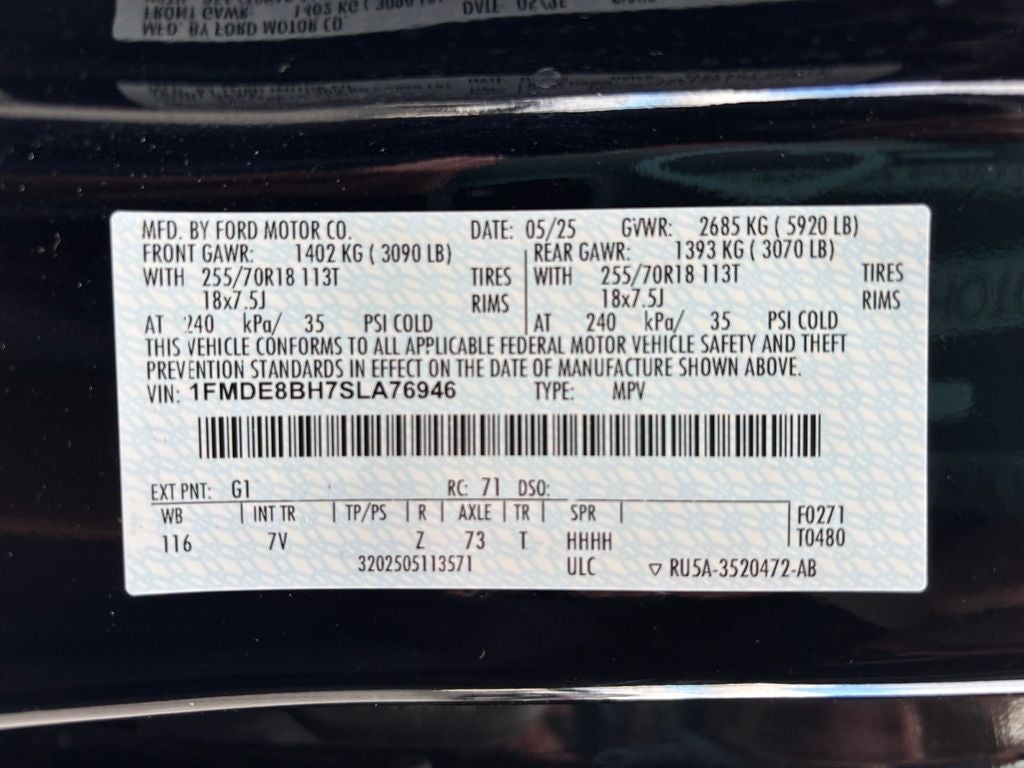 MFD. BY FORD MOTOR CO. DATE: 05/25 GVWR: 2685 KG ( 5920 LB)
FRONT GAWR: 1402 KG ( 3090 LB) REAR GAWR: 1393 KG ( 3070 LB)
WITH 255/70R18 113T TIRES WITH 255/70R18 113T TIRES
18x7.5J RIMS 18x7.5J RIMS
AT 240 kPa/ 35 PSI COLD AT 240 kPa/ 35 PSI COLD
THIS VEHICLE CONFORMS TO ALL APPLICABLE FEDERAL MOTOR VEHICLE SAFETY AND THEFT
PREVENTION STANDARDS IN EFFECT ON THE DATE OF MANUFACTURE SHOWN ABOVE.
VIN: 1FMDE8BH7SLA76946 TYPE: MPV
EXT PNT: G1 RC: 71 DSO:
WB INT TR TP/PS R AXLE TR SPR F0271
116 7V Z 73 T HHHH T0480
3202505113571 ULC RU5A-3520472-AB